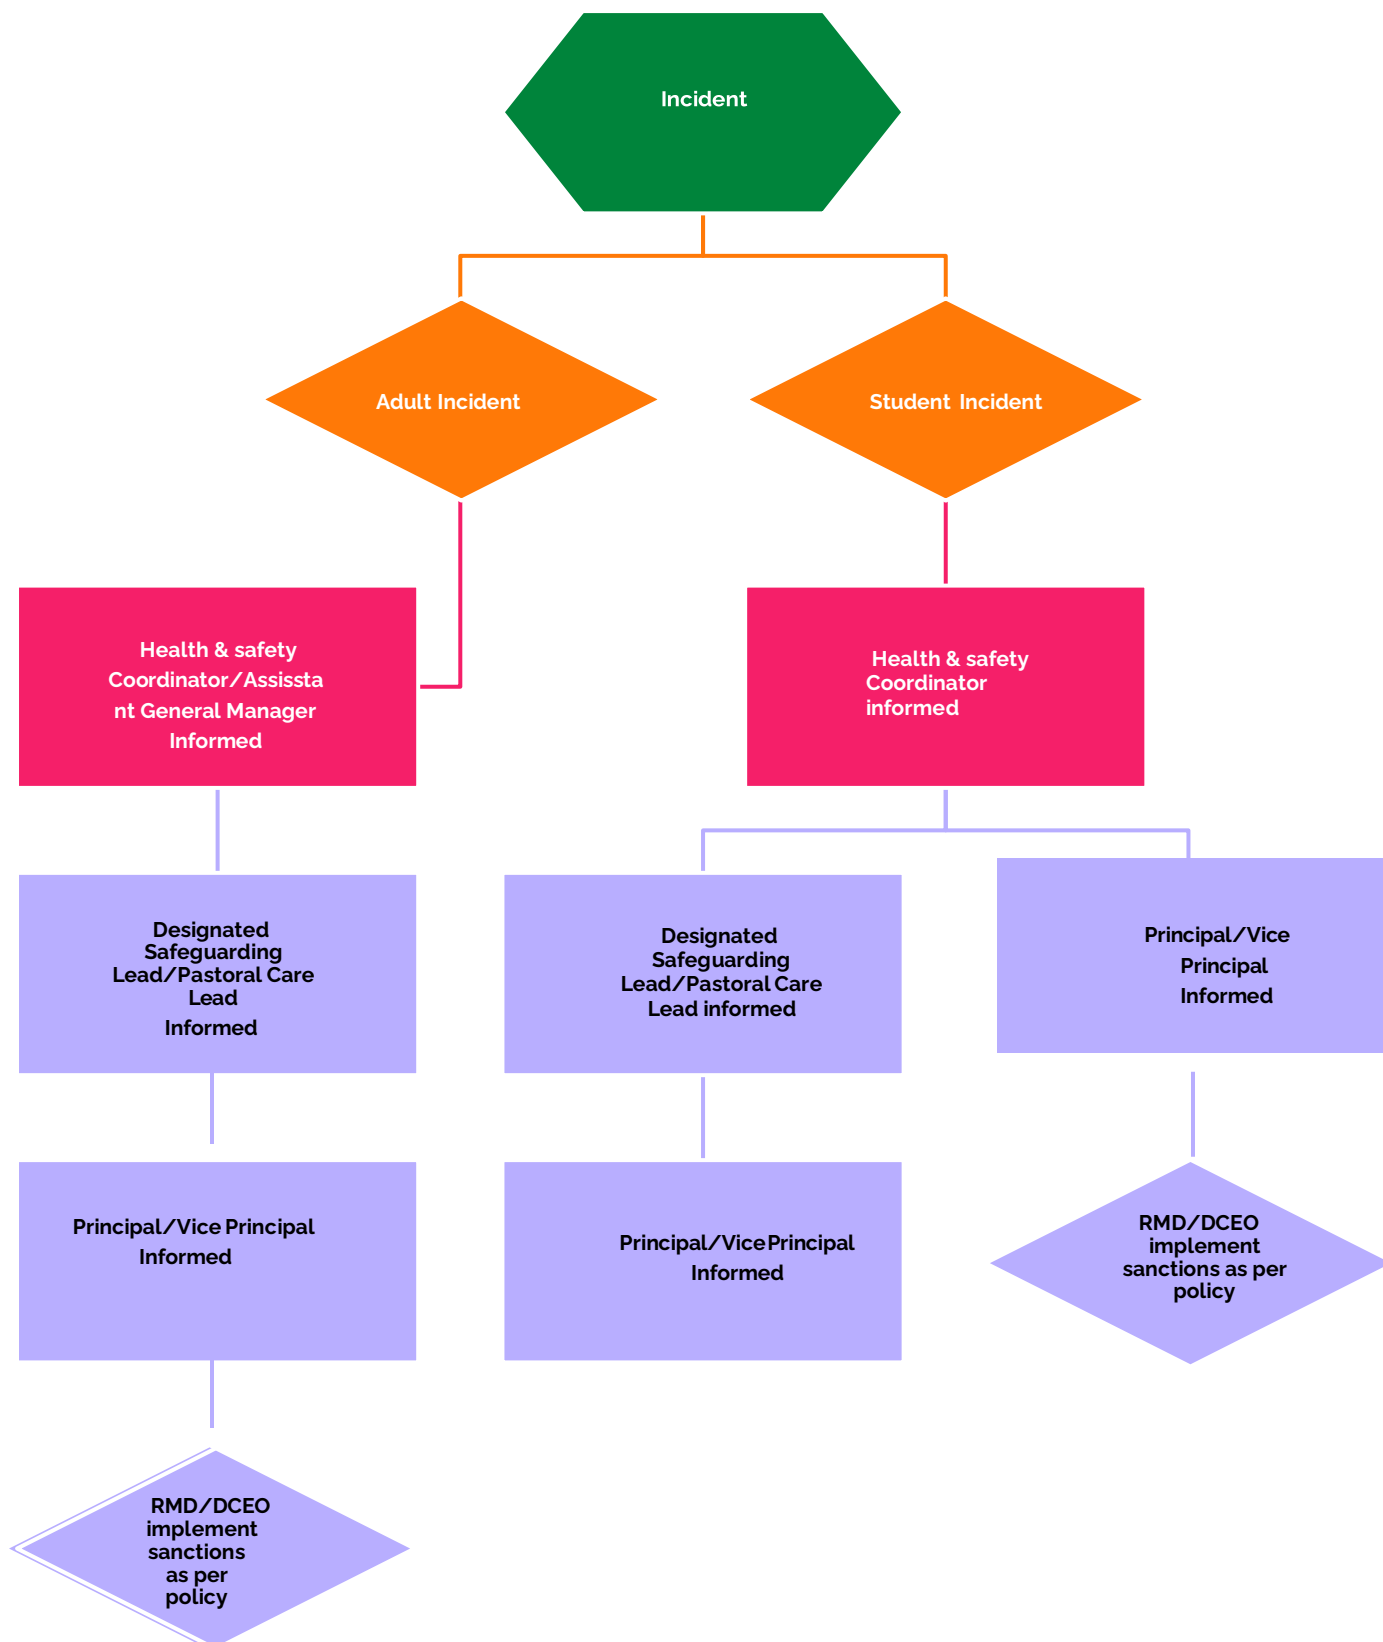 Incident
Adult Incident
Student Incident
Health & safety
Coordinator/Assissta
nt General Manager
Informed
Health & safety
Coordinator
informed
Designated
Safeguarding
Lead/Pastoral Care
Lead
Informed
Designated
Safeguarding
Lead/Pastoral Care
Lead informed
Principal/Vice
Principal
Informed
Principal/Vice Principal
Informed
Principal/Vice Principal
Informed
RMD/DCEO
implement
sanctions as per
policy
RMD/DCEO
implement
sanctions
as per
policy